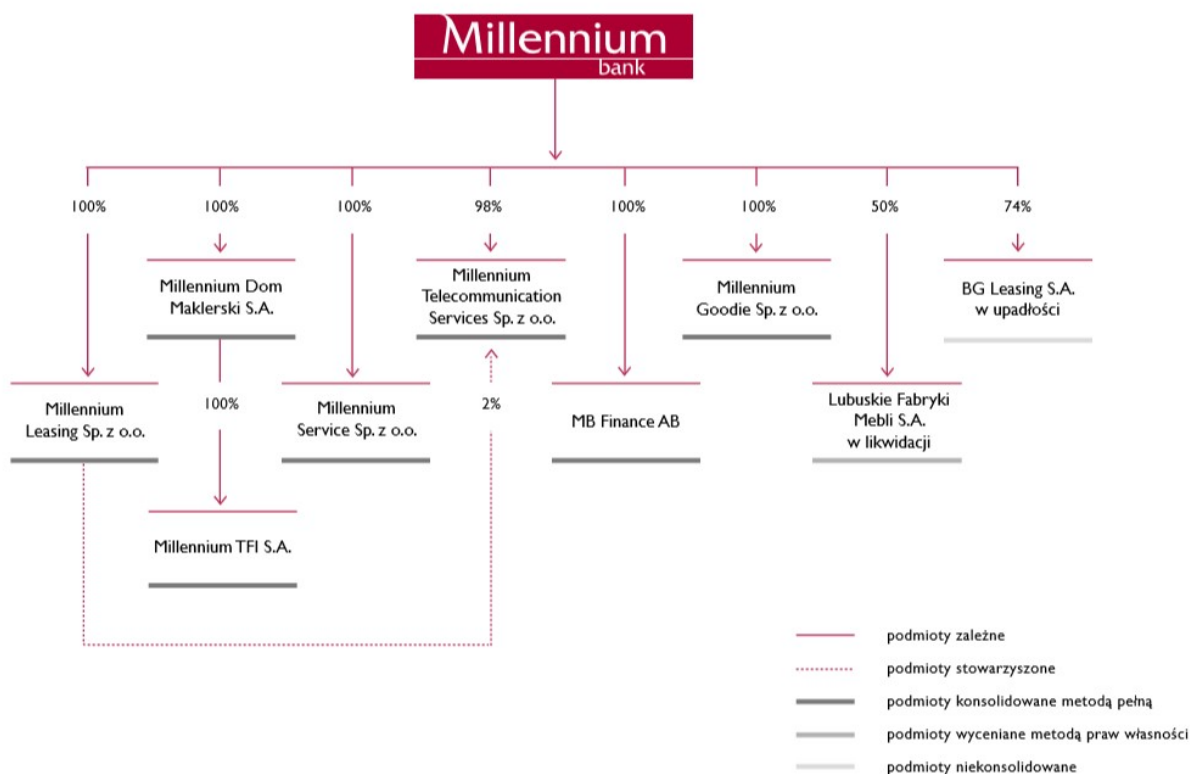 Millennium
bank
100%
100%
100%
98%
100%
100%
50%
74%
Millennium Dom
Maklerski S.A.
Millennium
Telecommunication
Services Sp. z o.o.
Millennium
Goodie Sp. z o.o.
BG Leasing S.A.
w upadłości
Millennium
Leasing Sp. z o.o.
100%
Millennium
Service Sp. z o.o.
2%
MB Finance AB
Lubuskie Fabryki
Mebli S.A.
w likwidacji
Millennium TFI S.A.
podmioty zależne
podmioty stowarzyszone
podmioty konsolidowane metodą pełną
podmioty wyceniane metodą praw własności
podmioty niekonsolidowane